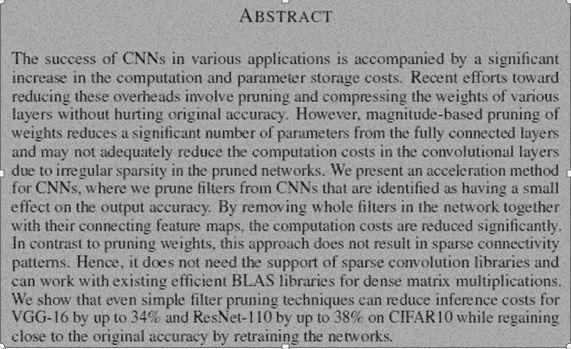 ABSTRACT
The success of CNNs in various applications is accompanied by a significant
increase in the computation and parameter storage costs. Recent efforts toward
reducing these overheads involve pruning and compressing the weights of various
layers without hurting original accuracy. However, magnitude-based pruning of
weights reduces a significant number of parameters from the fully connected layers
and may not adequately reduce the computation costs in the convolutional layers
due to irregular sparsity in the pruned networks. We present an acceleration method
for CNNs, where we prune filters from CNNs that are identified as having a small
effect on the output accuracy. By removing whole filters in the network together
with their connecting feature maps, the computation costs are reduced significantly.
In contrast to pruning weights, this approach does not result in sparse connectivity
patterns. Hence, it does not need the support of sparse convolution libraries and
can work with existing efficient BLAS libraries for dense matrix multiplications.
We show that even simple filter pruning techniques can reduce inference costs for
VGG-16 by up to 34% and ResNet-110 by up to 38% on CIFAR10 while regaining
close to the original accuracy by retraining the networks.